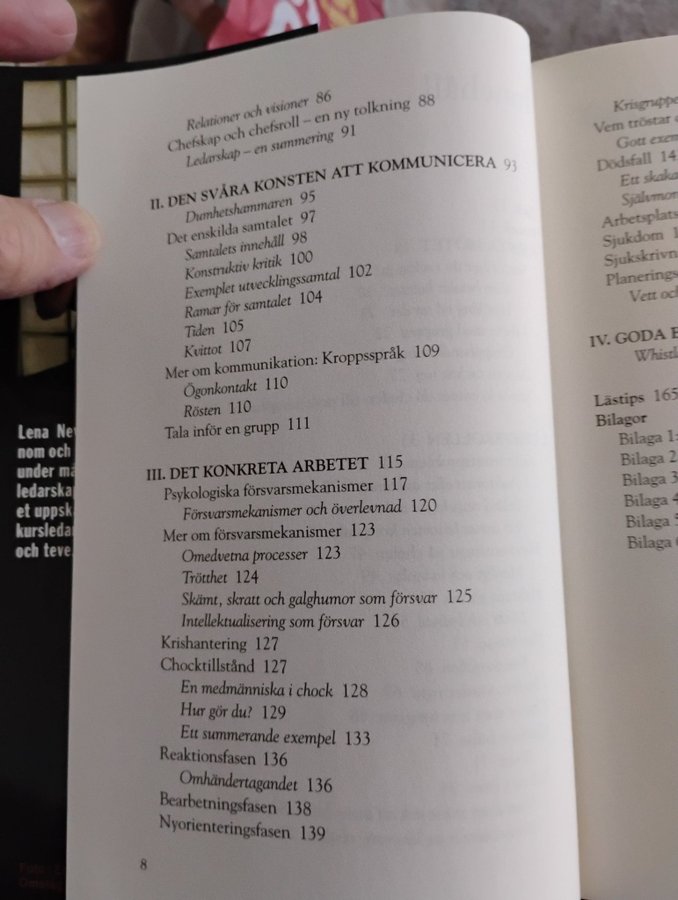 Relationer och visioner 86
Chefskap och chefsroll – en ny tolkning 88
Ledarskap – en summering 91
II. DEN SVÅRA KONSTEN ATT KOMMUNICERA 93
Dumhetshammaren 95
Det enskilda samtalet 97
Samtalets innehåll 98
Konstruktiv kritik 100
Exemplet utvecklingssamtal 102
Ramar för samtalet 104
Tiden 105
Kvittot 107
Mer om kommunikation: Kroppsspråk 109
Ögonkontakt 110
Rösten 110
Tala inför en grupp 111
III. DET KONKRETA ARBETET 115
Psykologiska försvarsmekanismer 117
Försvarsmekanismer och överlevnad 120
Mer om försvarsmekanismer 123
Omedvetna processer 123
Trötthet 124
Skämt, skratt och galghumor som försvar 125
Intellektualisering som försvar 126
Krishantering 127
Chocktillstånd 127
En medmänniska i chock 128
Hur gör du? 129
Ett summerande exempel 133
Reaktionsfasen 136
Omhändertagandet 136
Bearbetningsfasen 138
Nyorienteringsfasen 139
8
Lena
nom och
under
ledarska
et uppsk
kursleda
och teve
Krisgruppe
Vem tröstar
Gott exem
Dödsfall 14
Ett skaka
Självmor
Arbetsplats
Sjukdom 1
Sjukskrivn
Planerings
Vett och
IV. GODA E
Whistl
Lästips 165
Bilagor
Bilaga 1:
Bilaga 2
Bilaga 3
Bilaga 4
Bilaga 5
Bilaga 6